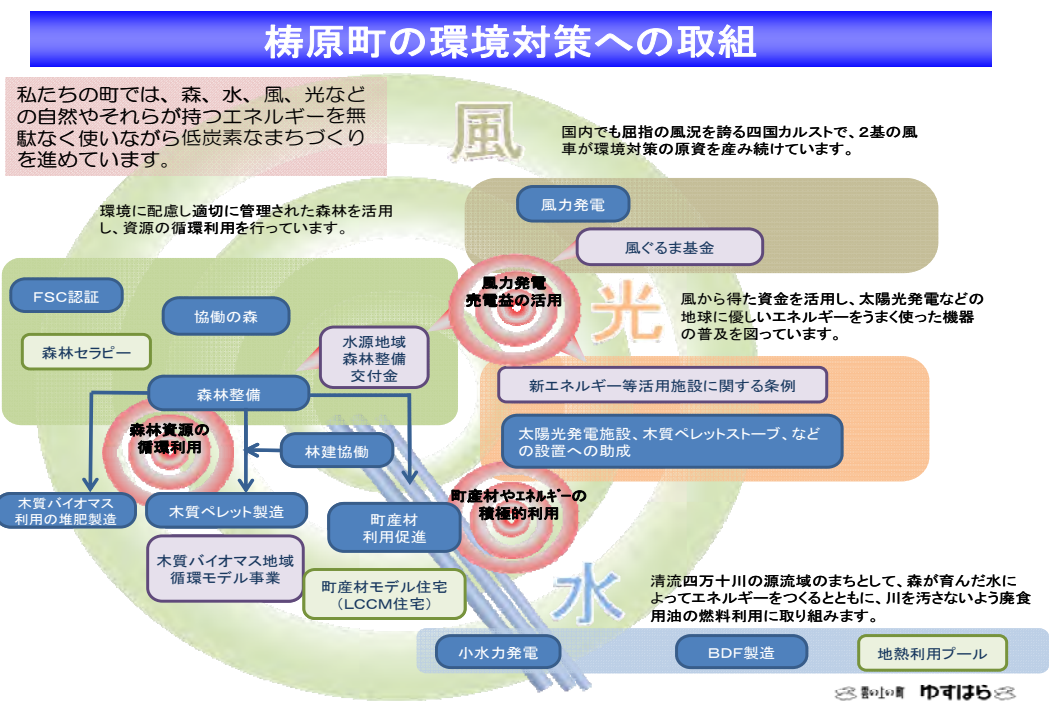 梼原町の環境対策への取組
私たちの町では、森、水、風、光など
の自然やそれらが持つエネルギーを無
駄なく使いながら低炭素なまちづくり
を進めています。
風
国内でも屈指の風況を誇る四国カルストで、2基の風
車が環境対策の原資を産み続けています。
環境に配慮し適切に管理された森林を活用
し、資源の循環利用を行っています。
風力発電
風ぐるま基金
風力発電
売電益の活用
光
風から得た資金を活用し、太陽光発電などの
地球に優しいエネルギーをうまく使った機器
の普及を図っています。
FSC認証
協働の森
森林セラピー
水源地域
森林整備
交付金
森林整備
新エネルギー等活用施設に関する条例
太陽光発電施設、木質ペレットストーブ、など
の設置への助成
森林資源の
循環利用
林建協働
町産材やエネルギーの
積極的利用
木質バイオマス
利用の堆肥製造
木質ペレット製造
町産材
利用促進
木質バイオマス地域
循環モデル事業
町産材モデル住宅
（LCCM住宅）
水
清流四万十川の源流域のまちとして、森が育んだ水に
よってエネルギーをつくるとともに、川を汚さないよう廃食
用油の燃料利用に取り組みます。
小水力発電
BDF製造
地熱利用プール
雲の上の町 ゆすはら